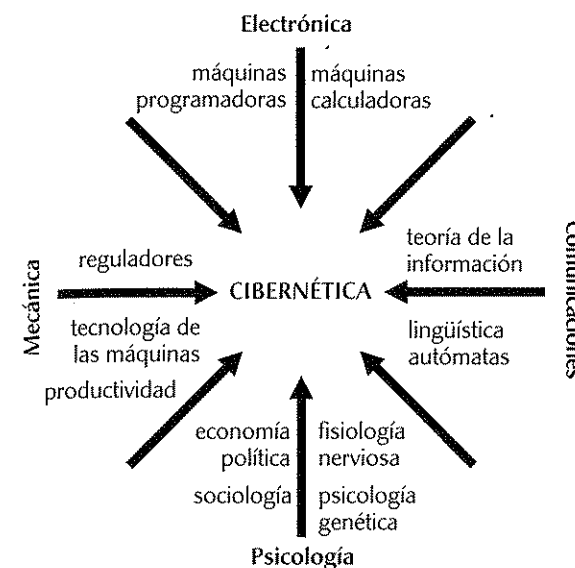 Electrónica
máquinas
programadoras
máquinas
calculadoras
Mecánica
reguladores
tecnología de
las máquinas
productividad
CIBERNÉTICA
teoría de la
información
lingüística
autómatas
Comunicaciones
economía
política
sociología
fisiología
nerviosa
psicología
genética
Psicología